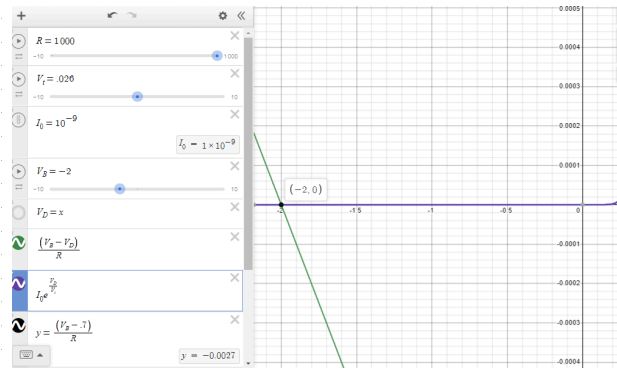 R = 1000
-10 1000
V_t = .026
-10 10
I_0 = 10^{-9}
I_0 = 1 × 10^{-9}
V_B = -2
-10 10
V_D = x
(V_B - V_D)/R
I_0 e^{V_D/V_t}
y = (V_B - .7)/R
y = -0.0027
0.0005
0.0004
0.0003
0.0002
0.0001
(-2, 0)
-2 -1.5 -1 -0.5 0
-0.0001
-0.0002
-0.0003
-0.0004